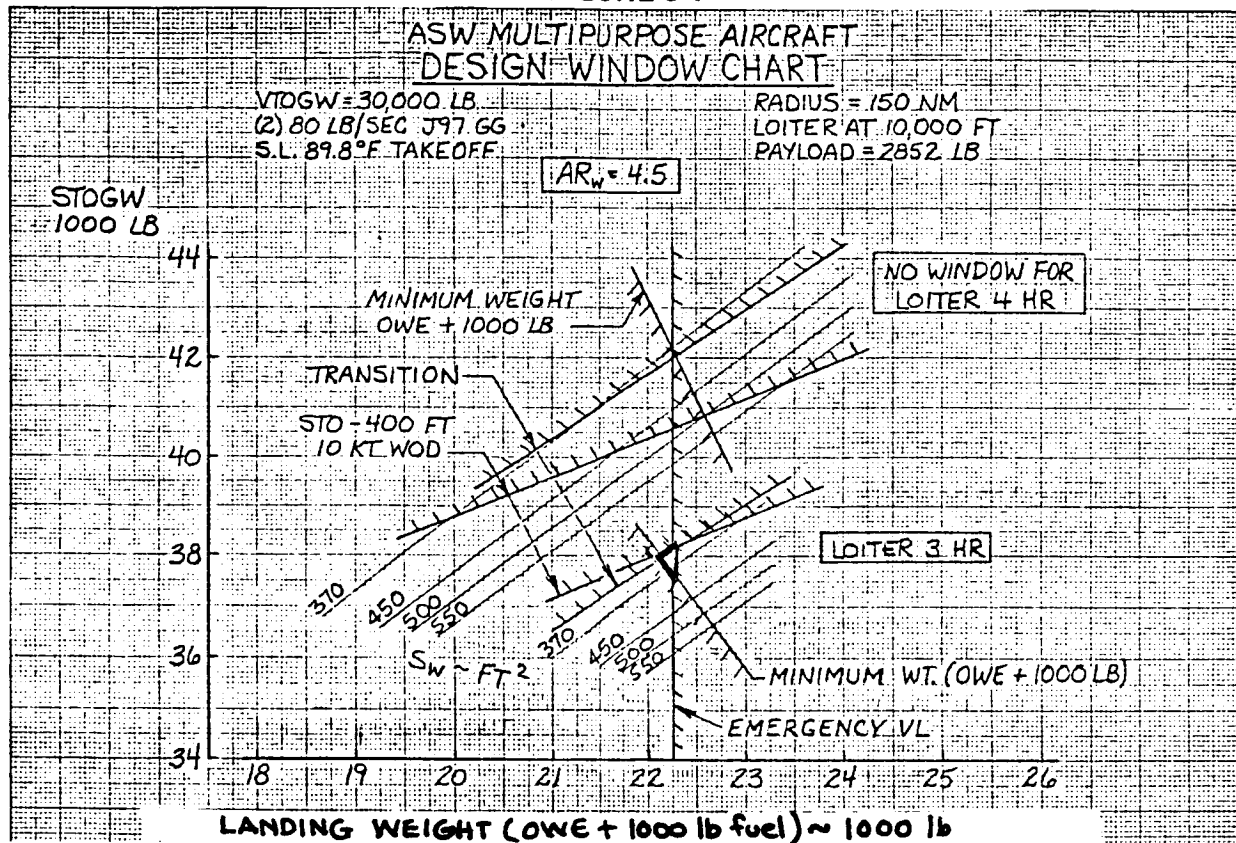 ASW MULTIPURPOSE AIRCRAFT
DESIGN WINDOW CHART
VTOGW = 30,000 LB
(2) 80 LB/SEC J97 GG
S.L. 89.8°F TAKEOFF
RADIUS = 150 NM
LOITER AT 10,000 FT
PAYLOAD = 2852 LB
ARw = 4.5
STOGW
1000 LB
44
42
40
38
36
34
NO WINDOW FOR
LOITER 4 HR
MINIMUM WEIGHT
OWE + 1000 LB
TRANSITION
STO - 400 FT
10 KT WOD
LOITER 3 HR
370
450
500
550
370
450
500
550
SW ~ FT²
MINIMUM WT. (OWE + 1000 LB)
EMERGENCY VL
18 19 20 21 22 23 24 25 26
LANDING WEIGHT (OWE + 1000 lb fuel) ~ 1000 lb